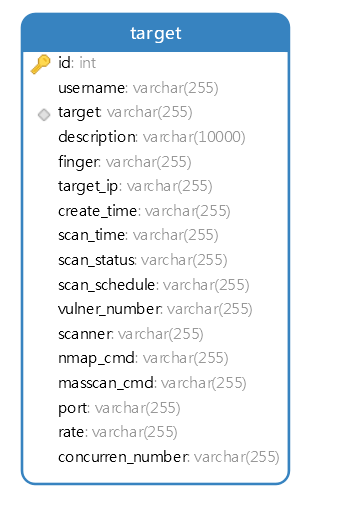 target
id: int
username: varchar(255)
target: varchar(255)
description: varchar(10000)
finger: varchar(255)
target_ip: varchar(255)
create_time: varchar(255)
scan_time: varchar(255)
scan_status: varchar(255)
scan_schedule: varchar(255)
vulner_number: varchar(255)
scanner: varchar(255)
nmap_cmd: varchar(255)
masscan_cmd: varchar(255)
port: varchar(255)
rate: varchar(255)
concurren_number: varchar(255)